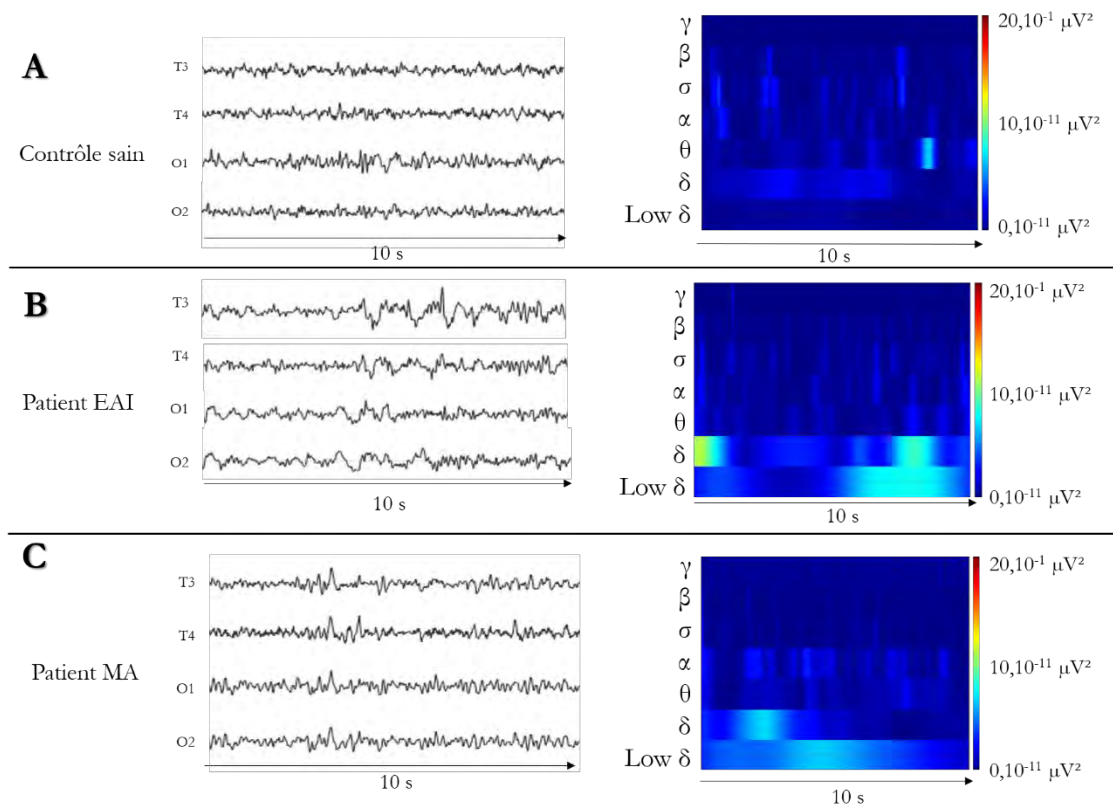 A
Contrôle sain
T3
T4
O1
O2
10 s
γ
β
σ
α
θ
δ
Low δ
10 s
20,10⁻¹ μV²
10,10⁻¹¹ μV²
0,10⁻¹¹ μV²
B
Patient EAI
T3
T4
O1
O2
10 s
γ
β
σ
α
θ
δ
Low δ
10 s
20,10⁻¹ μV²
10,10⁻¹¹ μV²
0,10⁻¹¹ μV²
C
Patient MA
T3
T4
O1
O2
10 s
γ
β
σ
α
θ
δ
Low δ
10 s
20,10⁻¹ μV²
10,10⁻¹¹ μV²
0,10⁻¹¹ μV²